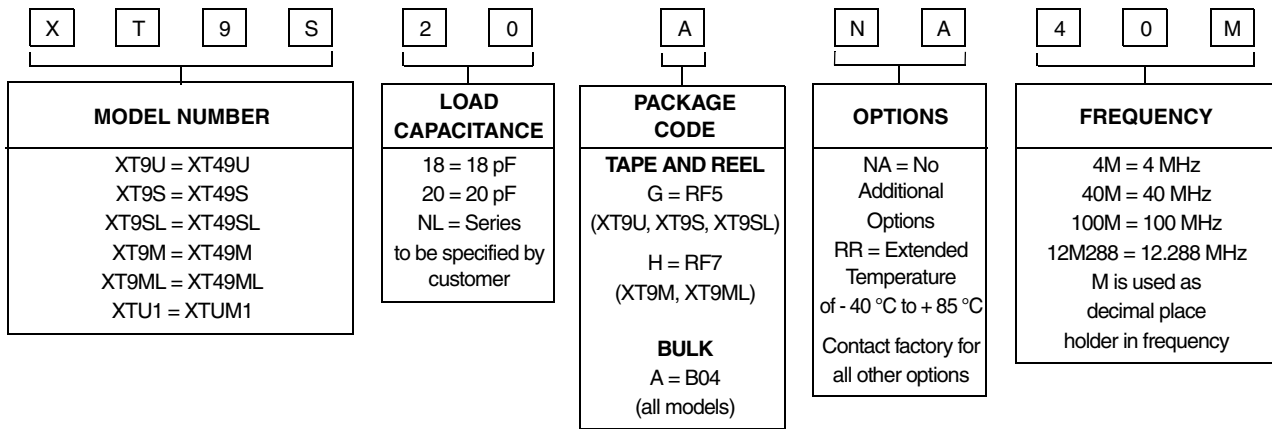 X T 9 S 2 0 A N A 4 0 M
MODEL NUMBER
XT9U = XT49U
XT9S = XT49S
XT9SL = XT49SL
XT9M = XT49M
XT9ML = XT49ML
XTU1 = XTUM1
LOAD
CAPACITANCE
18 = 18 pF
20 = 20 pF
NL = Series
to be specified by
customer
PACKAGE
CODE
TAPE AND REEL
G = RF5
(XT9U, XT9S, XT9SL)
H = RF7
(XT9M, XT9ML)
BULK
A = B04
(all models)
OPTIONS
NA = No
Additional
Options
RR = Extended
Temperature
of - 40 °C to + 85 °C
Contact factory for
all other options
FREQUENCY
4M = 4 MHz
40M = 40 MHz
100M = 100 MHz
12M288 = 12.288 MHz
M is used as
decimal place
holder in frequency